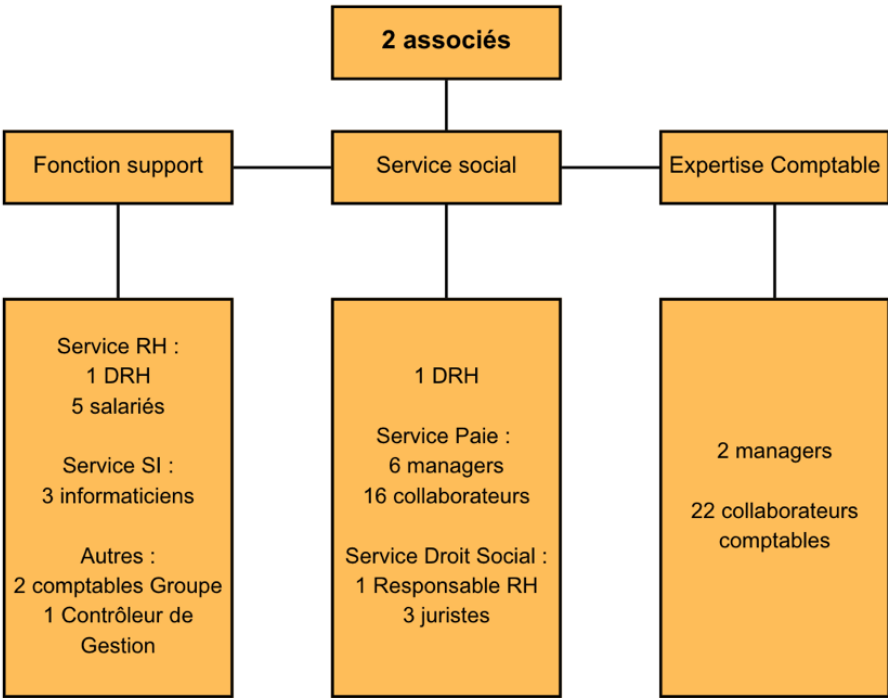 2 associés
Fonction support
Service social
Expertise Comptable
Service RH :
1 DRH
5 salariés
Service SI :
3 informaticiens
Autres :
2 comptables Groupe
1 Contrôleur de
Gestion
1 DRH
Service Paie :
6 managers
16 collaborateurs
Service Droit Social :
1 Responsable RH
3 juristes
2 managers
22 collaborateurs
comptables